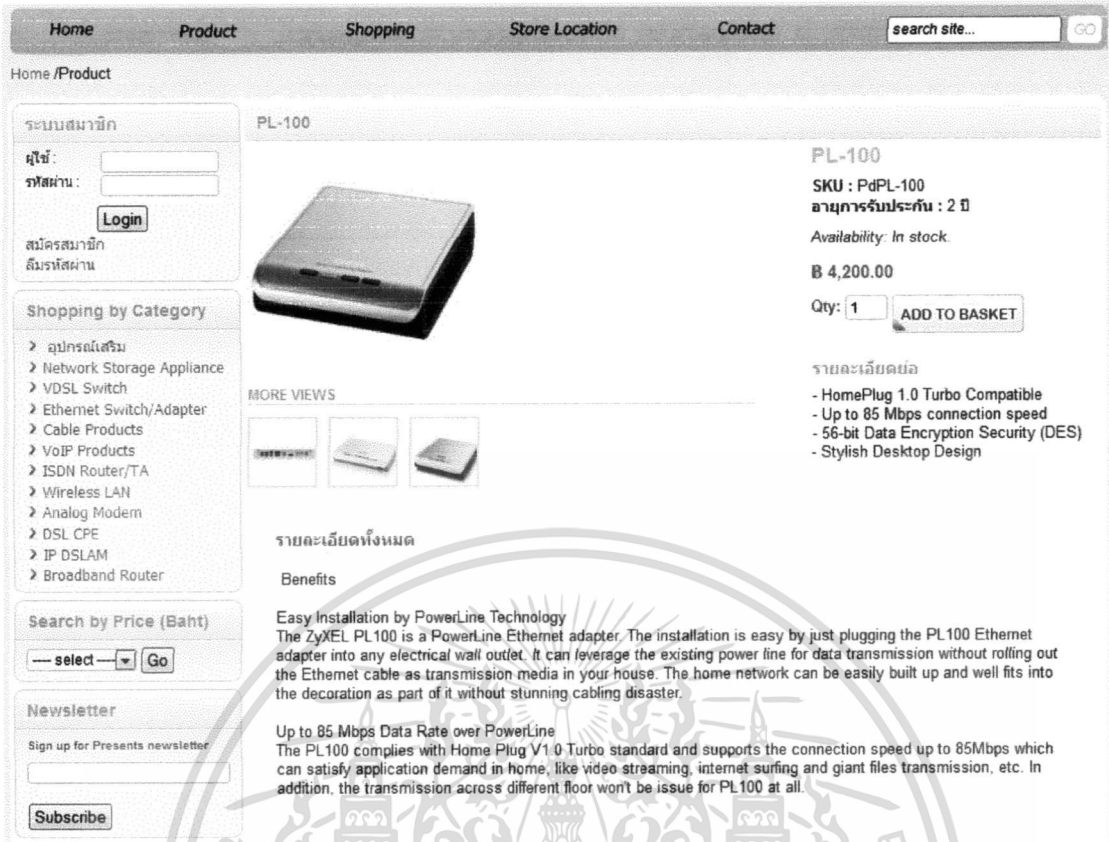 Home Product Shopping Store Location Contact search site... GO
Home /Product
ระบบสมาชิก
ผู้ใช้ :
รหัสผ่าน :
Login
สมัครสมาชิก
ลืมรหัสผ่าน
Shopping by Category
อุปกรณ์เสริม
Network Storage Appliance
VDSL Switch
Ethernet Switch/Adapter
Cable Products
VoIP Products
ISDN Router/TA
Wireless LAN
Analog Modem
DSL CPE
IP DSLAM
Broadband Router
Search by Price (Baht)
---- select ---- Go
Newsletter
Sign up for Presents newsletter
Subscribe
PL-100
MORE VIEWS
PL-100
SKU : PdPL-100
อายุการรับประกัน : 2 ปี
Availability: In stock.
฿ 4,200.00
Qty: 1 ADD TO BASKET
รายละเอียดย่อ
- HomePlug 1.0 Turbo Compatible
- Up to 85 Mbps connection speed
- 56-bit Data Encryption Security (DES)
- Stylish Desktop Design
รายละเอียดทั้งหมด
Benefits
Easy Installation by PowerLine Technology
The ZyXEL PL100 is a PowerLine Ethernet adapter. The installation is easy by just plugging the PL100 Ethernet
adapter into any electrical wall outlet. It can leverage the existing power line for data transmission without rolling out
the Ethernet cable as transmission media in your house. The home network can be easily built up and well fits into
the decoration as part of it without stunning cabling disaster.
Up to 85 Mbps Data Rate over PowerLine
The PL100 complies with Home Plug V1.0 Turbo standard and supports the connection speed up to 85Mbps which
can satisfy application demand in home, like video streaming, internet surfing and giant files transmission, etc. In
addition, the transmission across different floor won't be issue for PL100 at all.